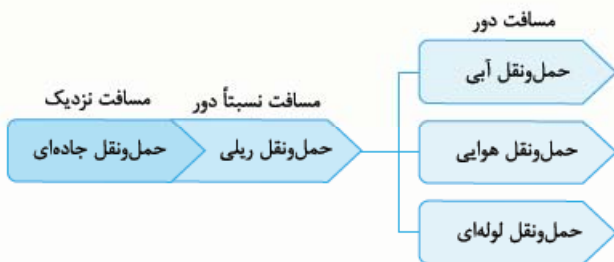 مسافت دور
حمل‌ونقل آبی
مسافت نسبتاً دور
مسافت نزدیک
حمل‌ونقل هوایی
حمل‌ونقل ریلی
حمل‌ونقل جاده‌ای
حمل‌ونقل لوله‌ای